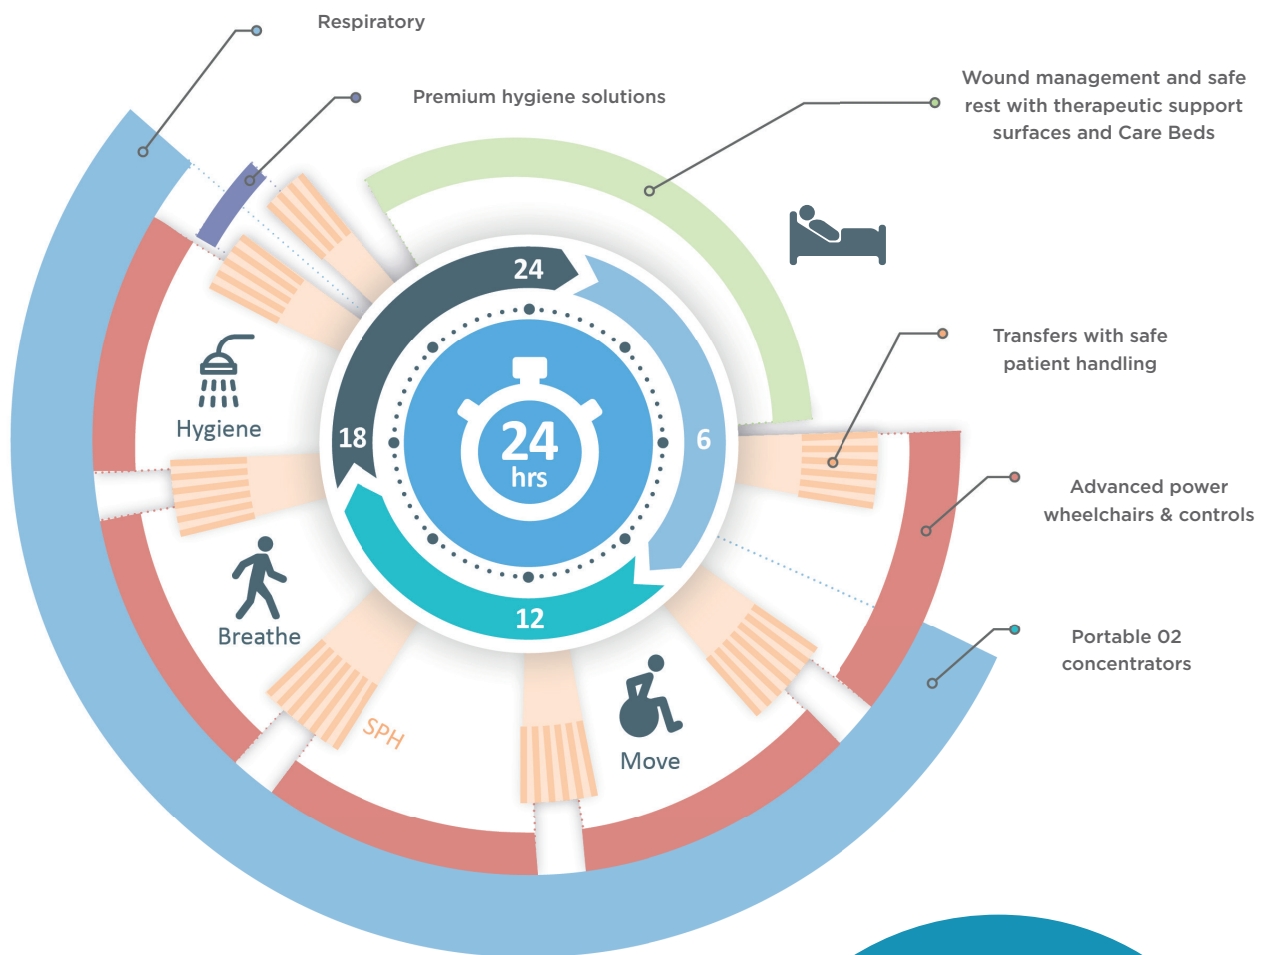 Respiratory
Premium hygiene solutions
Wound management and safe
rest with therapeutic support
surfaces and Care Beds
Transfers with safe
patient handling
Advanced power
wheelchairs & controls
Portable 02
concentrators
24
6
12
18
24
hrs
Hygiene
Breathe
SPH
Move